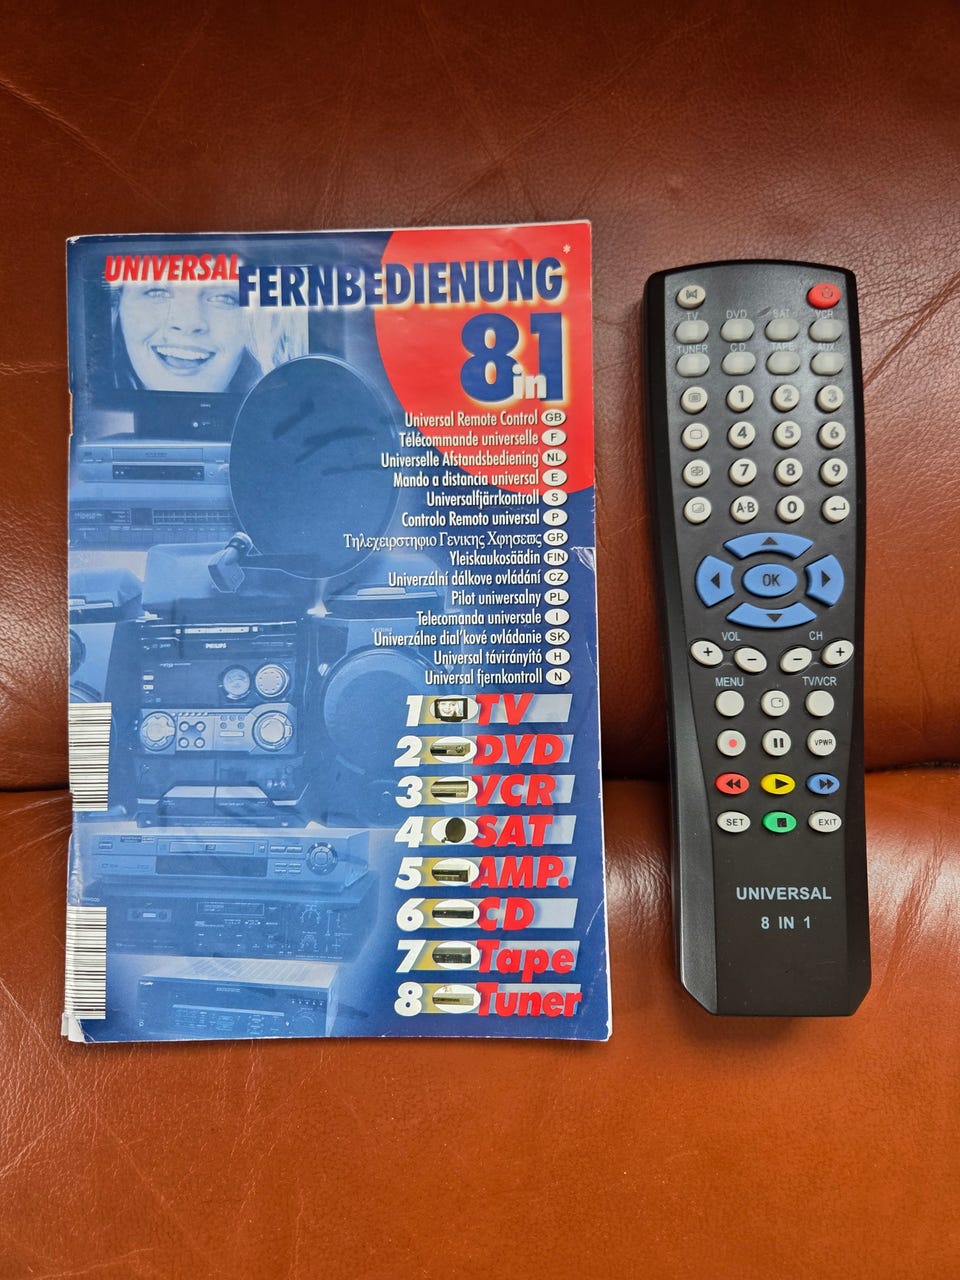 UNIVERSAL
FERNBEDIENUNG*
8in1
Universal Remote Control GB
Télécommande universelle F
Universelle Afstandsbediening NL
Mando a distancia universal E
Universalfjärrkontroll S
Controlo Remoto universal P
Τηλεχειρστηφιο Γενικης Χφησεως GR
Yleiskaukosäädin FIN
Univerzální dálkove ovládání CZ
Pilot uniwersalny PL
Telecomanda universale I
Univerzálne dial'kové ovládanie SK
Universal távirányító H
Universal fjernkontroll N
1 TV
2 DVD
3 VCR
4 SAT
5 AMP.
6 CD
7 Tape
8 Tuner
PHILIPS
TV DVD SAT VCR
TUNER CD TAPE AUX
1 2 3
4 5 6
7 8 9
A·B 0
OK
VOL CH
+ − − +
MENU TV/VCR
VPWR
SET EXIT
UNIVERSAL
8 IN 1